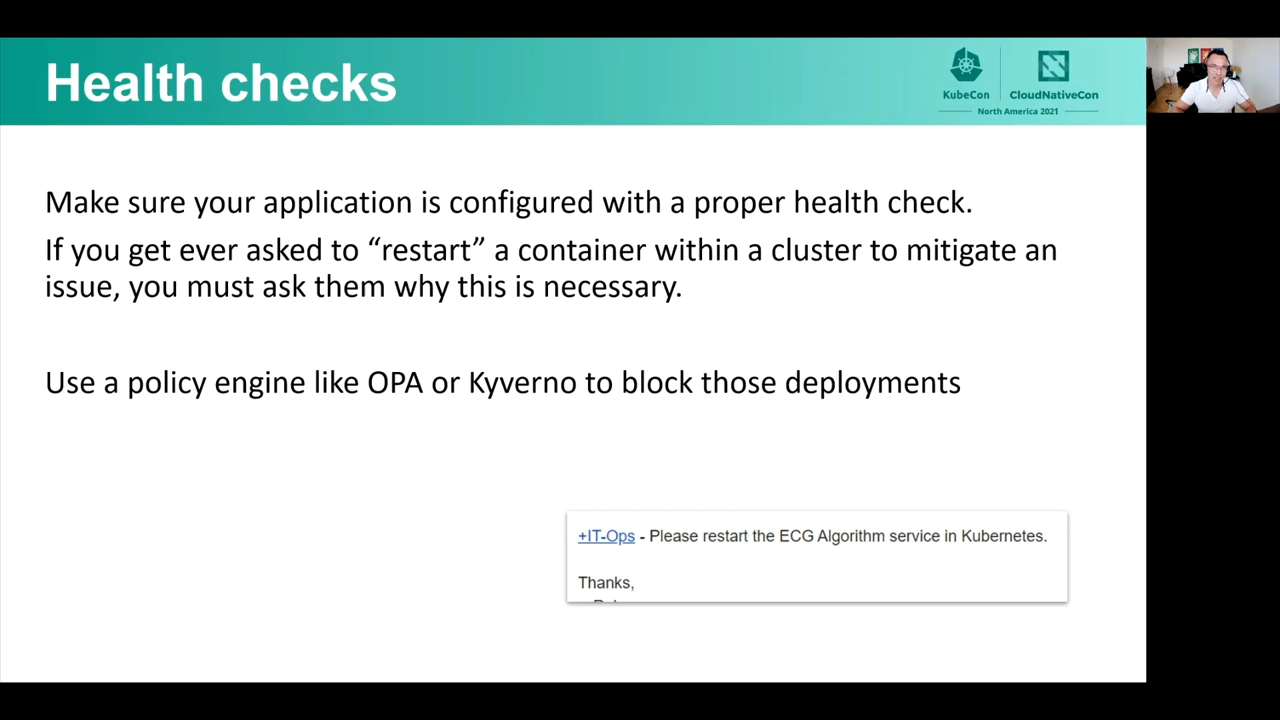 Health checks
KubeCon
CloudNativeCon
North America 2021
Make sure your application is configured with a proper health check.
If you get ever asked to “restart” a container within a cluster to mitigate an
issue, you must ask them why this is necessary.
Use a policy engine like OPA or Kyverno to block those deployments
+IT-Ops - Please restart the ECG Algorithm service in Kubernetes.
Thanks,